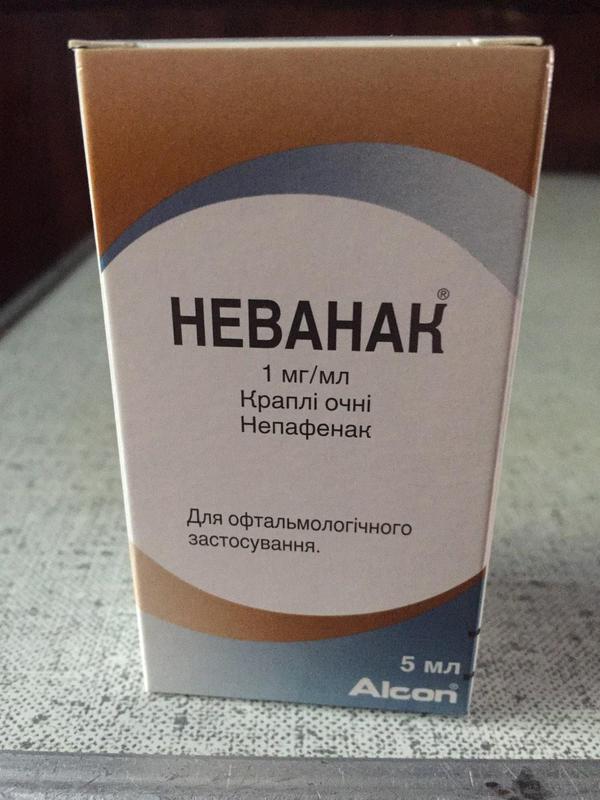 НЕВАНАК®
1 мг/мл
Краплі очні
Непафенак
Для офтальмологічного
застосування.
5 мл
Alcon®